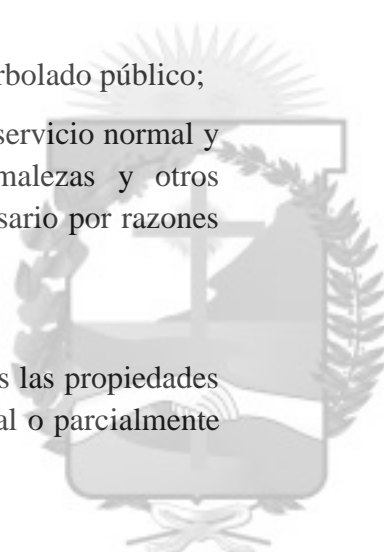 rbolado público;
servicio normal y
malezas y otros
sario por razones
s las propiedades
al o parcialmente